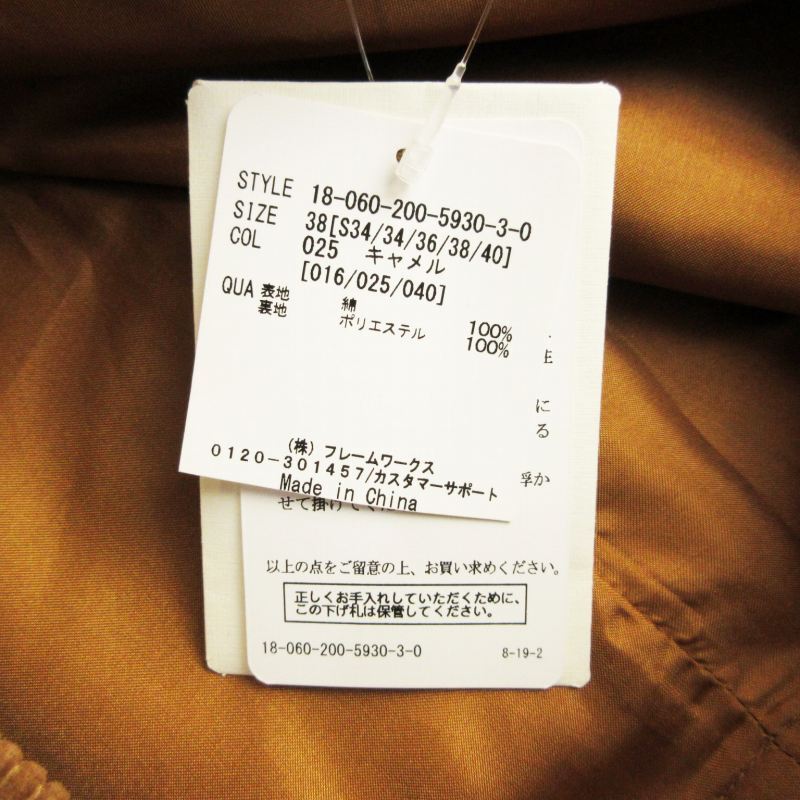 STYLE 18-060-200-5930-3-0
SIZE 38[S34/34/36/38/40]
COL 025 キャメル
[016/025/040]
QUA 表地 綿 100%
裏地 ポリエステル 100%
(株) フレームワークス
0120-301457/カスタマーサポート
Made in China
に
る
か
以上の点をご留意の上、お買い求めください。
正しくお手入れしていただくために、
この下げ札は保管してください。
18-060-200-5930-3-0 8-19-2